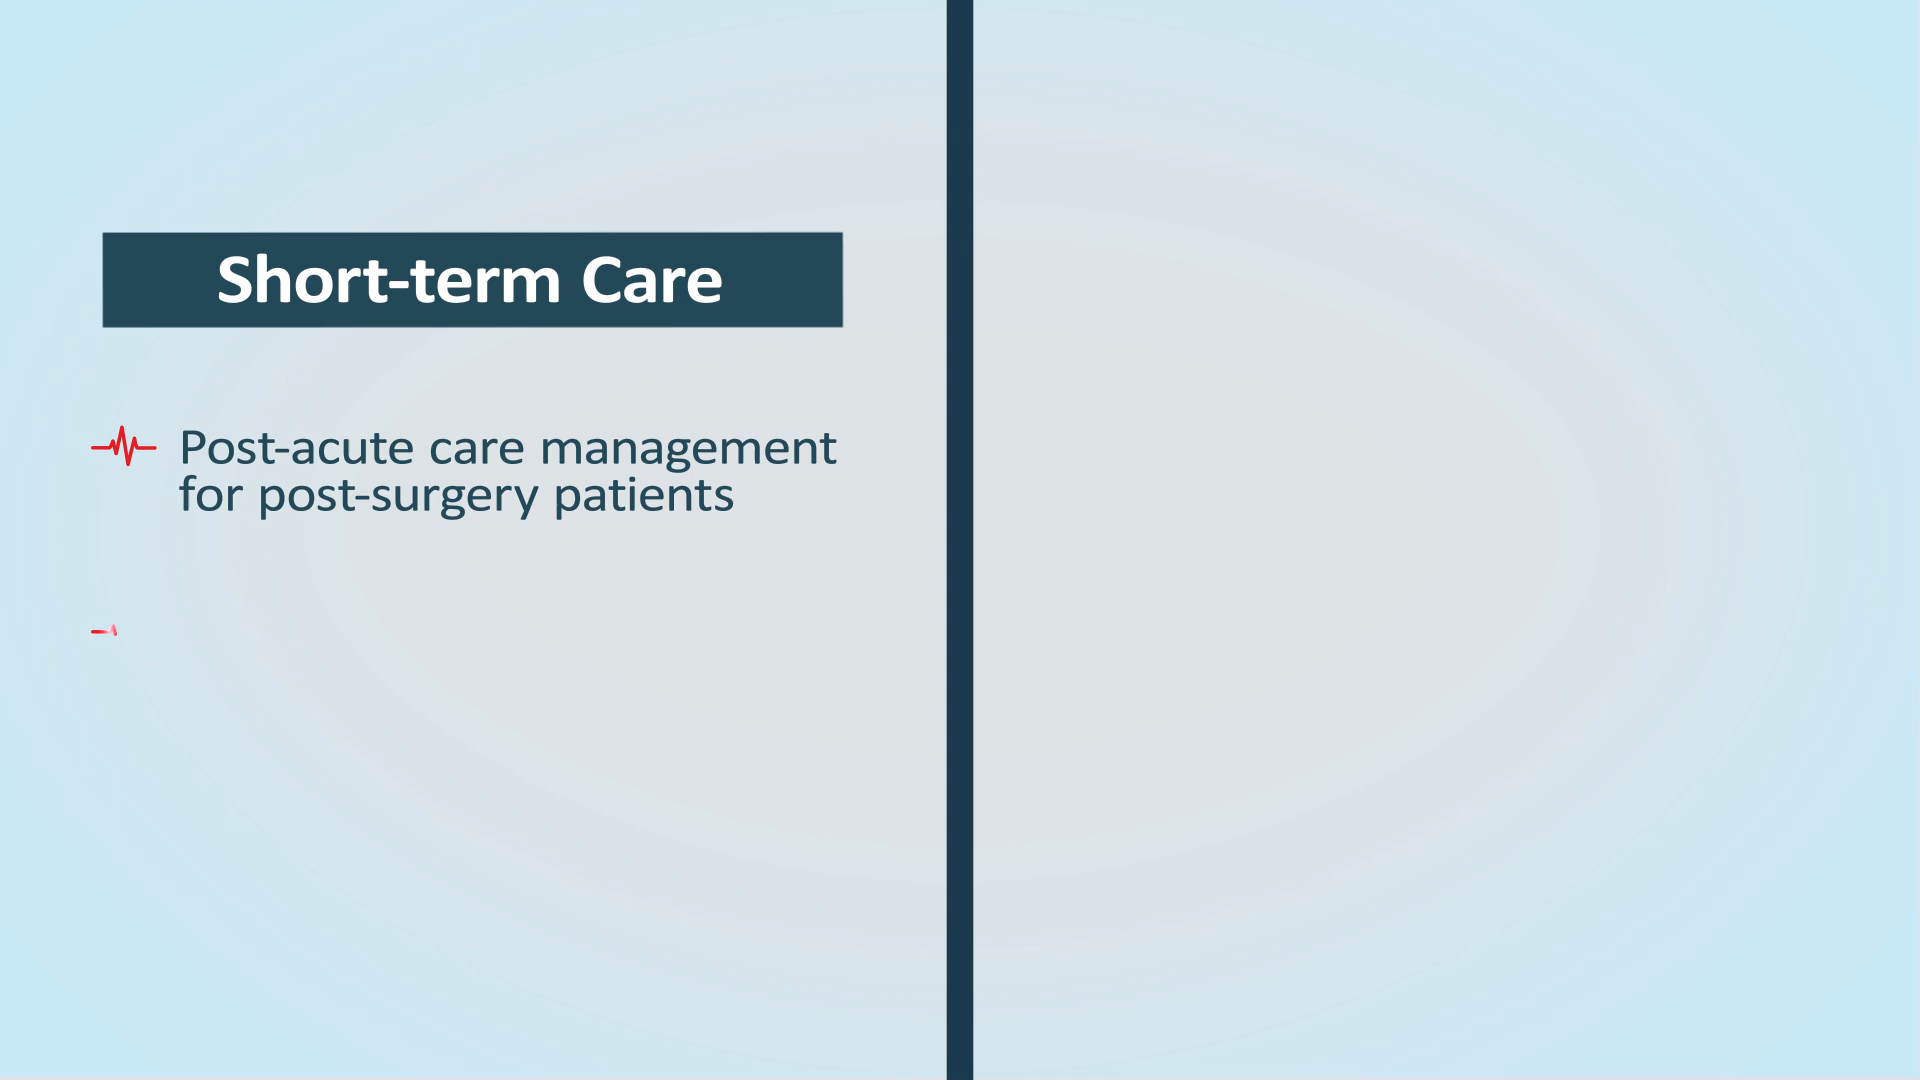 Short-term Care
Post-acute care management
for post-surgery patients